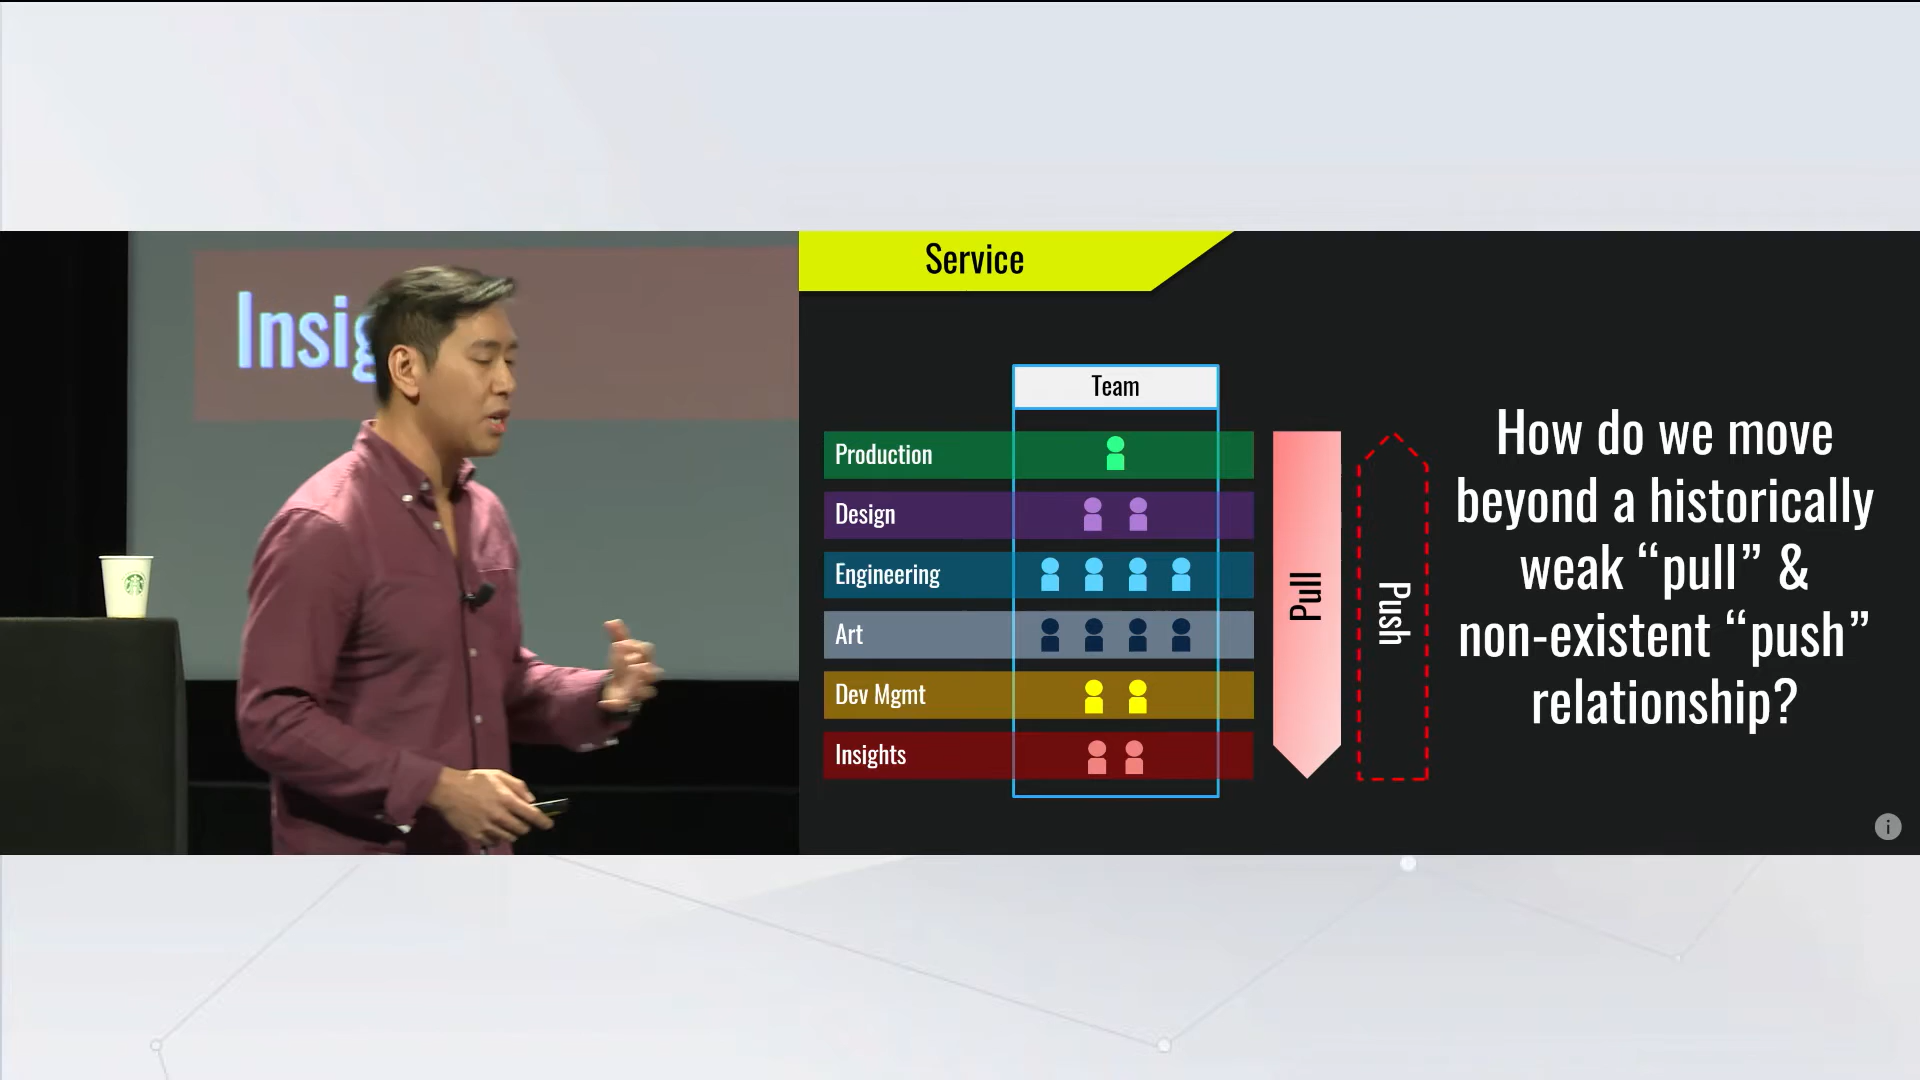 Insig
Service
Team
Production
Design
Engineering
Art
Dev Mgmt
Insights
Pull
Push
How do we move
beyond a historically
weak “pull” &
non-existent “push”
relationship?
i